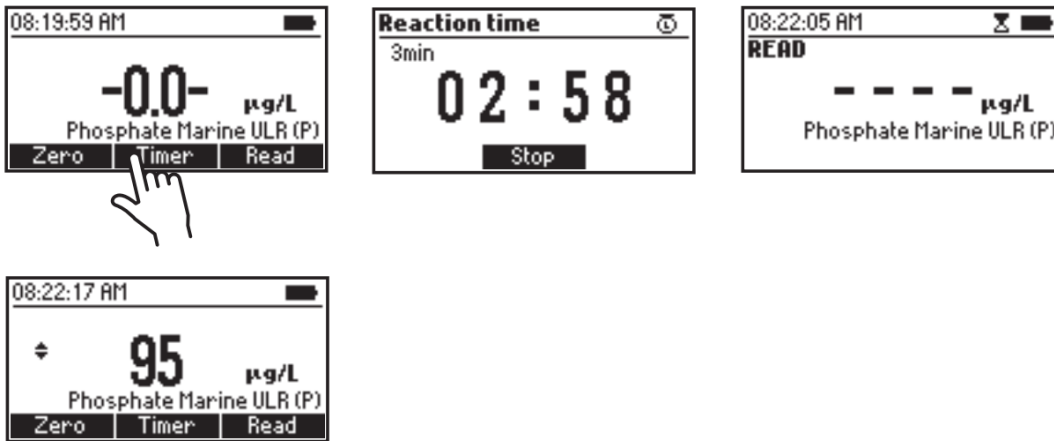 08:19:59 AM
-0.0- µg/L
Phosphate Marine ULR (P)
Zero Timer Read
Reaction time
3min
02:58
Stop
08:22:05 AM
READ
---- µg/L
Phosphate Marine ULR (P)
08:22:17 AM
95 µg/L
Phosphate Marine ULR (P)
Zero Timer Read